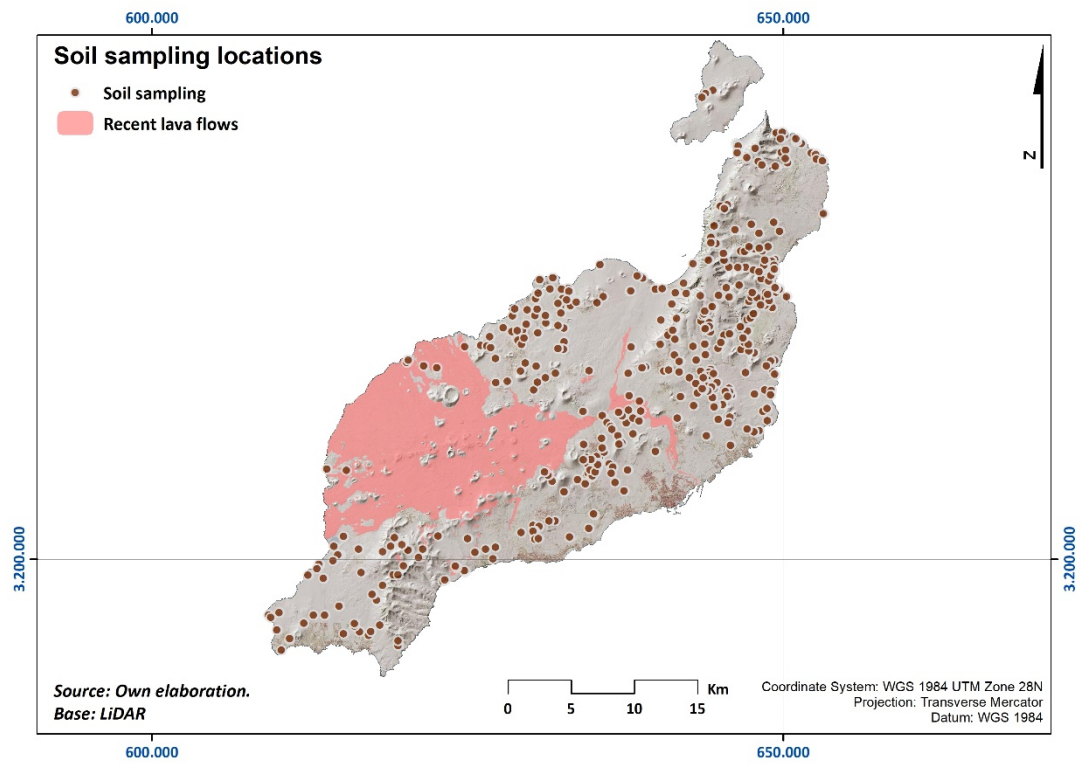 600.000
650.000
Soil sampling locations
Soil sampling
Recent lava flows
N
3.200.000
3.200.000
Source: Own elaboration.
Base: LiDAR
Km
0
5
10
15
Coordinate System: WGS 1984 UTM Zone 28N
Projection: Transverse Mercator
Datum: WGS 1984
600.000
650.000